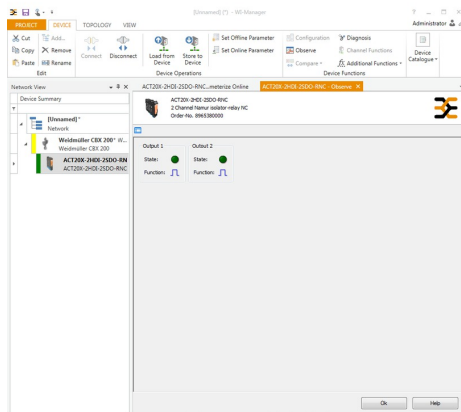 [Unnamed] [*] - WI-Manager
PROJECT DEVICE TOPOLOGY VIEW Administrator
Cut Add... Set Offline Parameter Configuration Diagnosis
Copy Remove Connect Disconnect Load from Device Store to Device Set Online Parameter Observe Channel Functions Device Catalogue
Paste Rename Compare Additional Functions
Edit Device Operations Device Functions
Network View ACT20X-2HDI-2SDO-RNC...meterize Online ACT20X-2HDI-2SDO-RNC - Observe
Device Summary
ACT20X-2HDI-2SDO-RNC
2 Channel Namur isolator-relay NC
Order-No. 8965380000
[Unnamed]*
Network
Weidmüller CBX 200* W...
Weidmüller CBX 200
ACT20X-2HDI-2SDO-RN
ACT20X-2HDI-2SDO-RNC
Output 1 Output 2
State: State:
Function: Function:
Ok Help